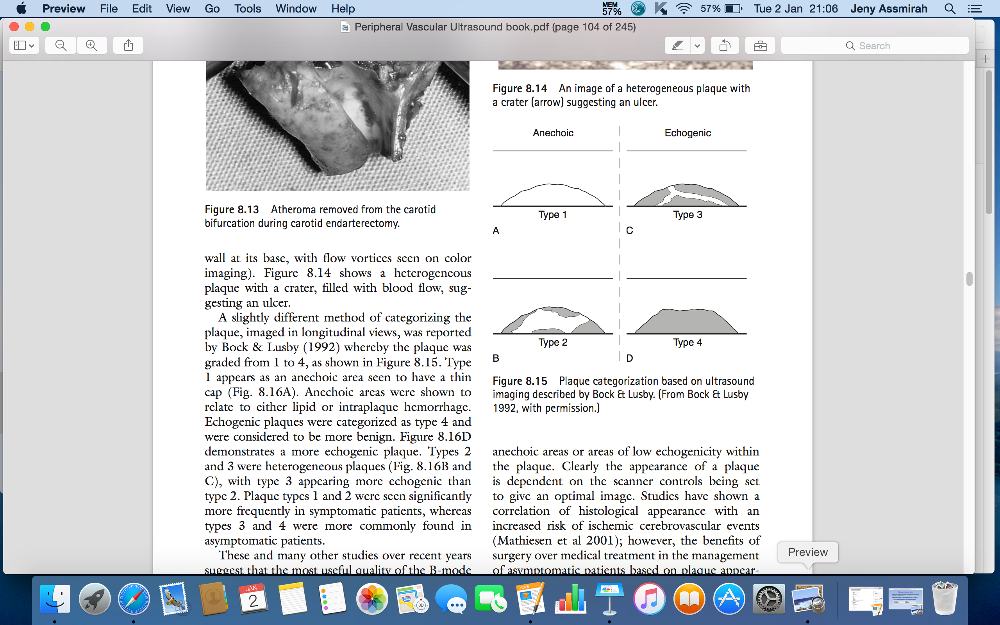 Preview File Edit View Go Tools Window Help
MEM
57%
57%
Tue 2 Jan 21:06
Jeny Assmirah
Peripheral Vascular Ultrasound book.pdf (page 104 of 245)
Search
Figure 8.13 Atheroma removed from the carotid
bifurcation during carotid endarterectomy.
wall at its base, with flow vortices seen on color
imaging). Figure 8.14 shows a heterogeneous
plaque with a crater, filled with blood flow, sug-
gesting an ulcer.
A slightly different method of categorizing the
plaque, imaged in longitudinal views, was reported
by Bock & Lusby (1992) whereby the plaque was
graded from 1 to 4, as shown in Figure 8.15. Type
1 appears as an anechoic area seen to have a thin
cap (Fig. 8.16A). Anechoic areas were shown to
relate to either lipid or intraplaque hemorrhage.
Echogenic plaques were categorized as type 4 and
were considered to be more benign. Figure 8.16D
demonstrates a more echogenic plaque. Types 2
and 3 were heterogeneous plaques (Fig. 8.16B and
C), with type 3 appearing more echogenic than
type 2. Plaque types 1 and 2 were seen significantly
more frequently in symptomatic patients, whereas
types 3 and 4 were more commonly found in
asymptomatic patients.
These and many other studies over recent years
suggest that the most useful quality of the B-mode
Figure 8.14 An image of a heterogeneous plaque with
a crater (arrow) suggesting an ulcer.
Anechoic
Echogenic
Type 1
Type 3
A
C
Type 2
Type 4
B
D
Figure 8.15 Plaque categorization based on ultrasound
imaging described by Bock & Lusby. (From Bock & Lusby
1992, with permission.)
anechoic areas or areas of low echogenicity within
the plaque. Clearly the appearance of a plaque
is dependent on the scanner controls being set
to give an optimal image. Studies have shown a
correlation of histological appearance with an
increased risk of ischemic cerebrovascular events
(Mathiesen et al 2001); however, the benefits of
surgery over medical treatment in the management
of asymptomatic patients based on plaque appear-
Preview
JAN
2
280
3D
PAGES
KEYNOTE